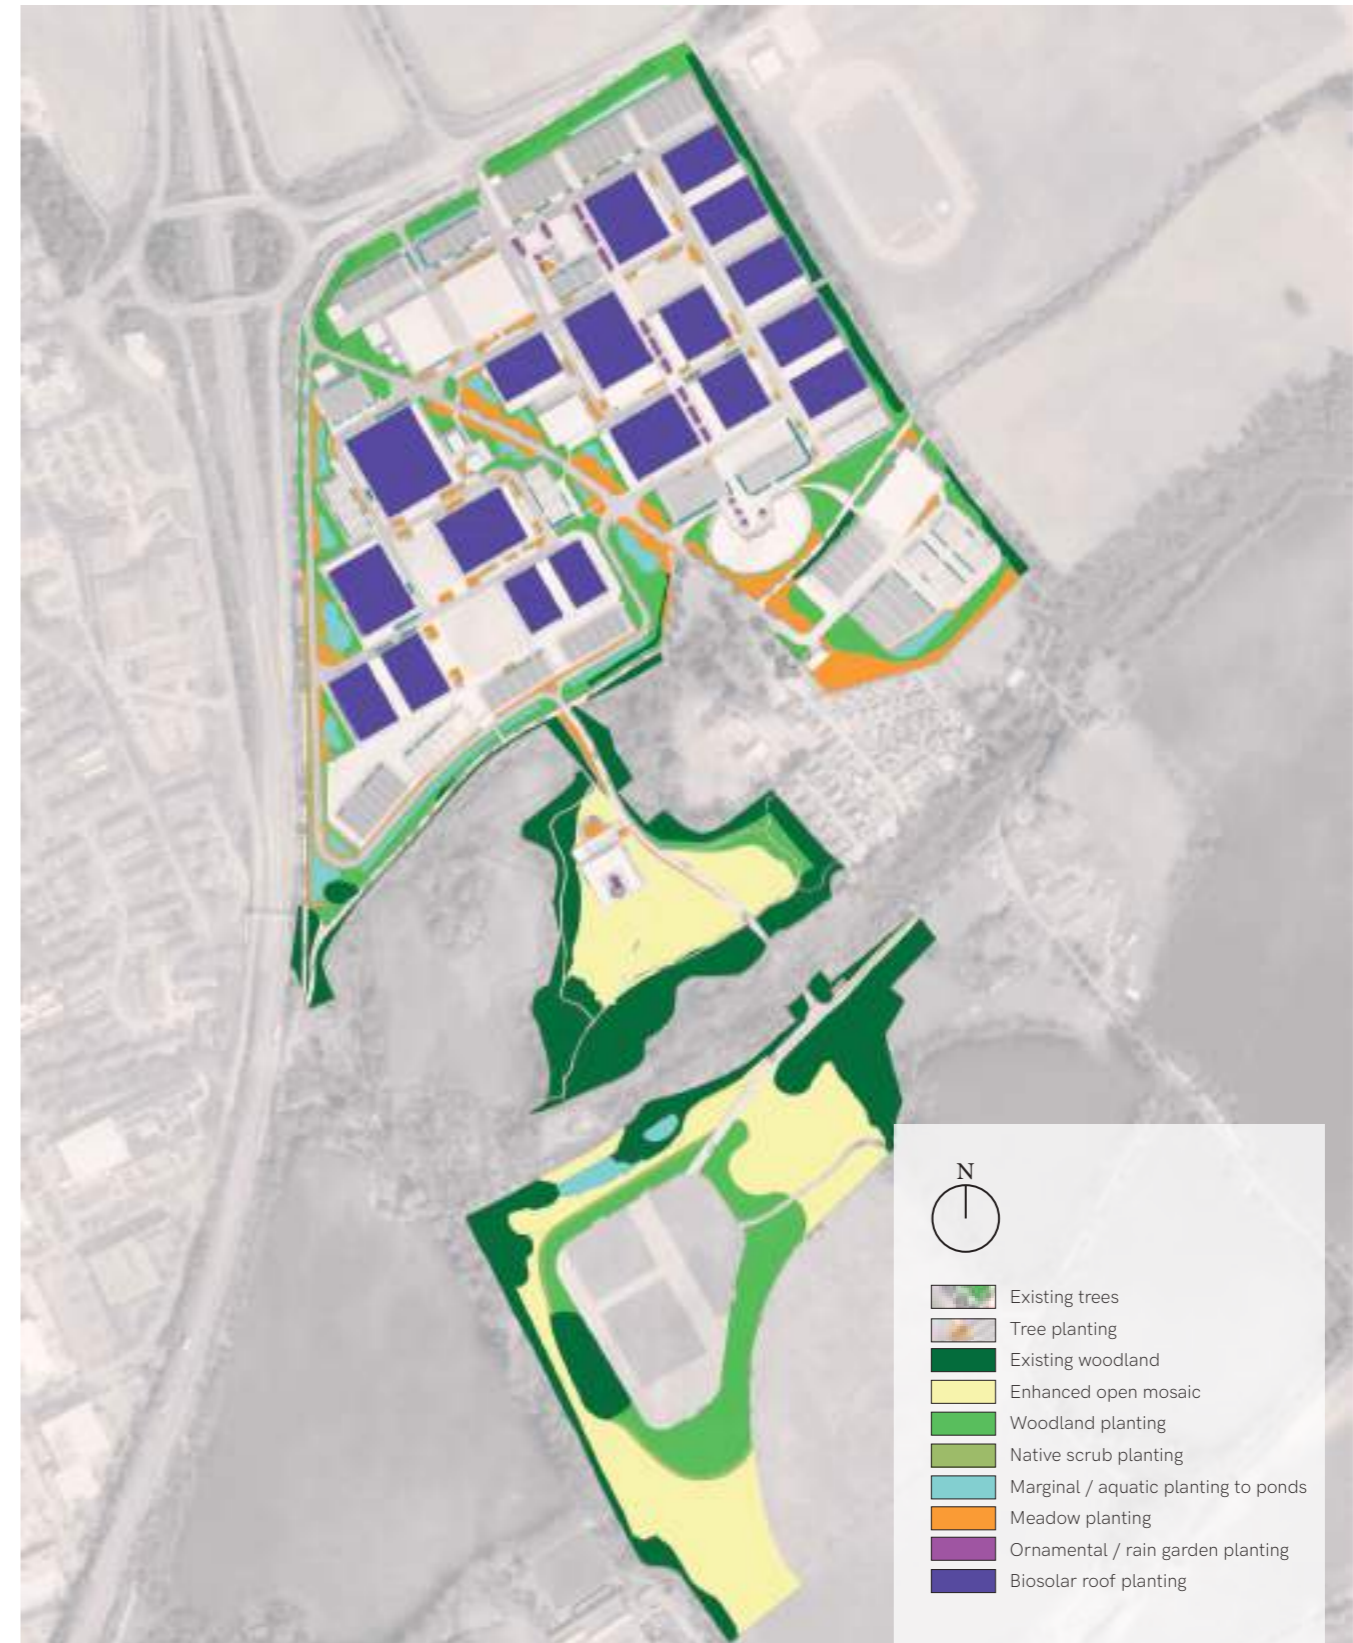 N
Existing trees
Tree planting
Existing woodland
Enhanced open mosaic
Woodland planting
Native scrub planting
Marginal / aquatic planting to ponds
Meadow planting
Ornamental / rain garden planting
Biosolar roof planting